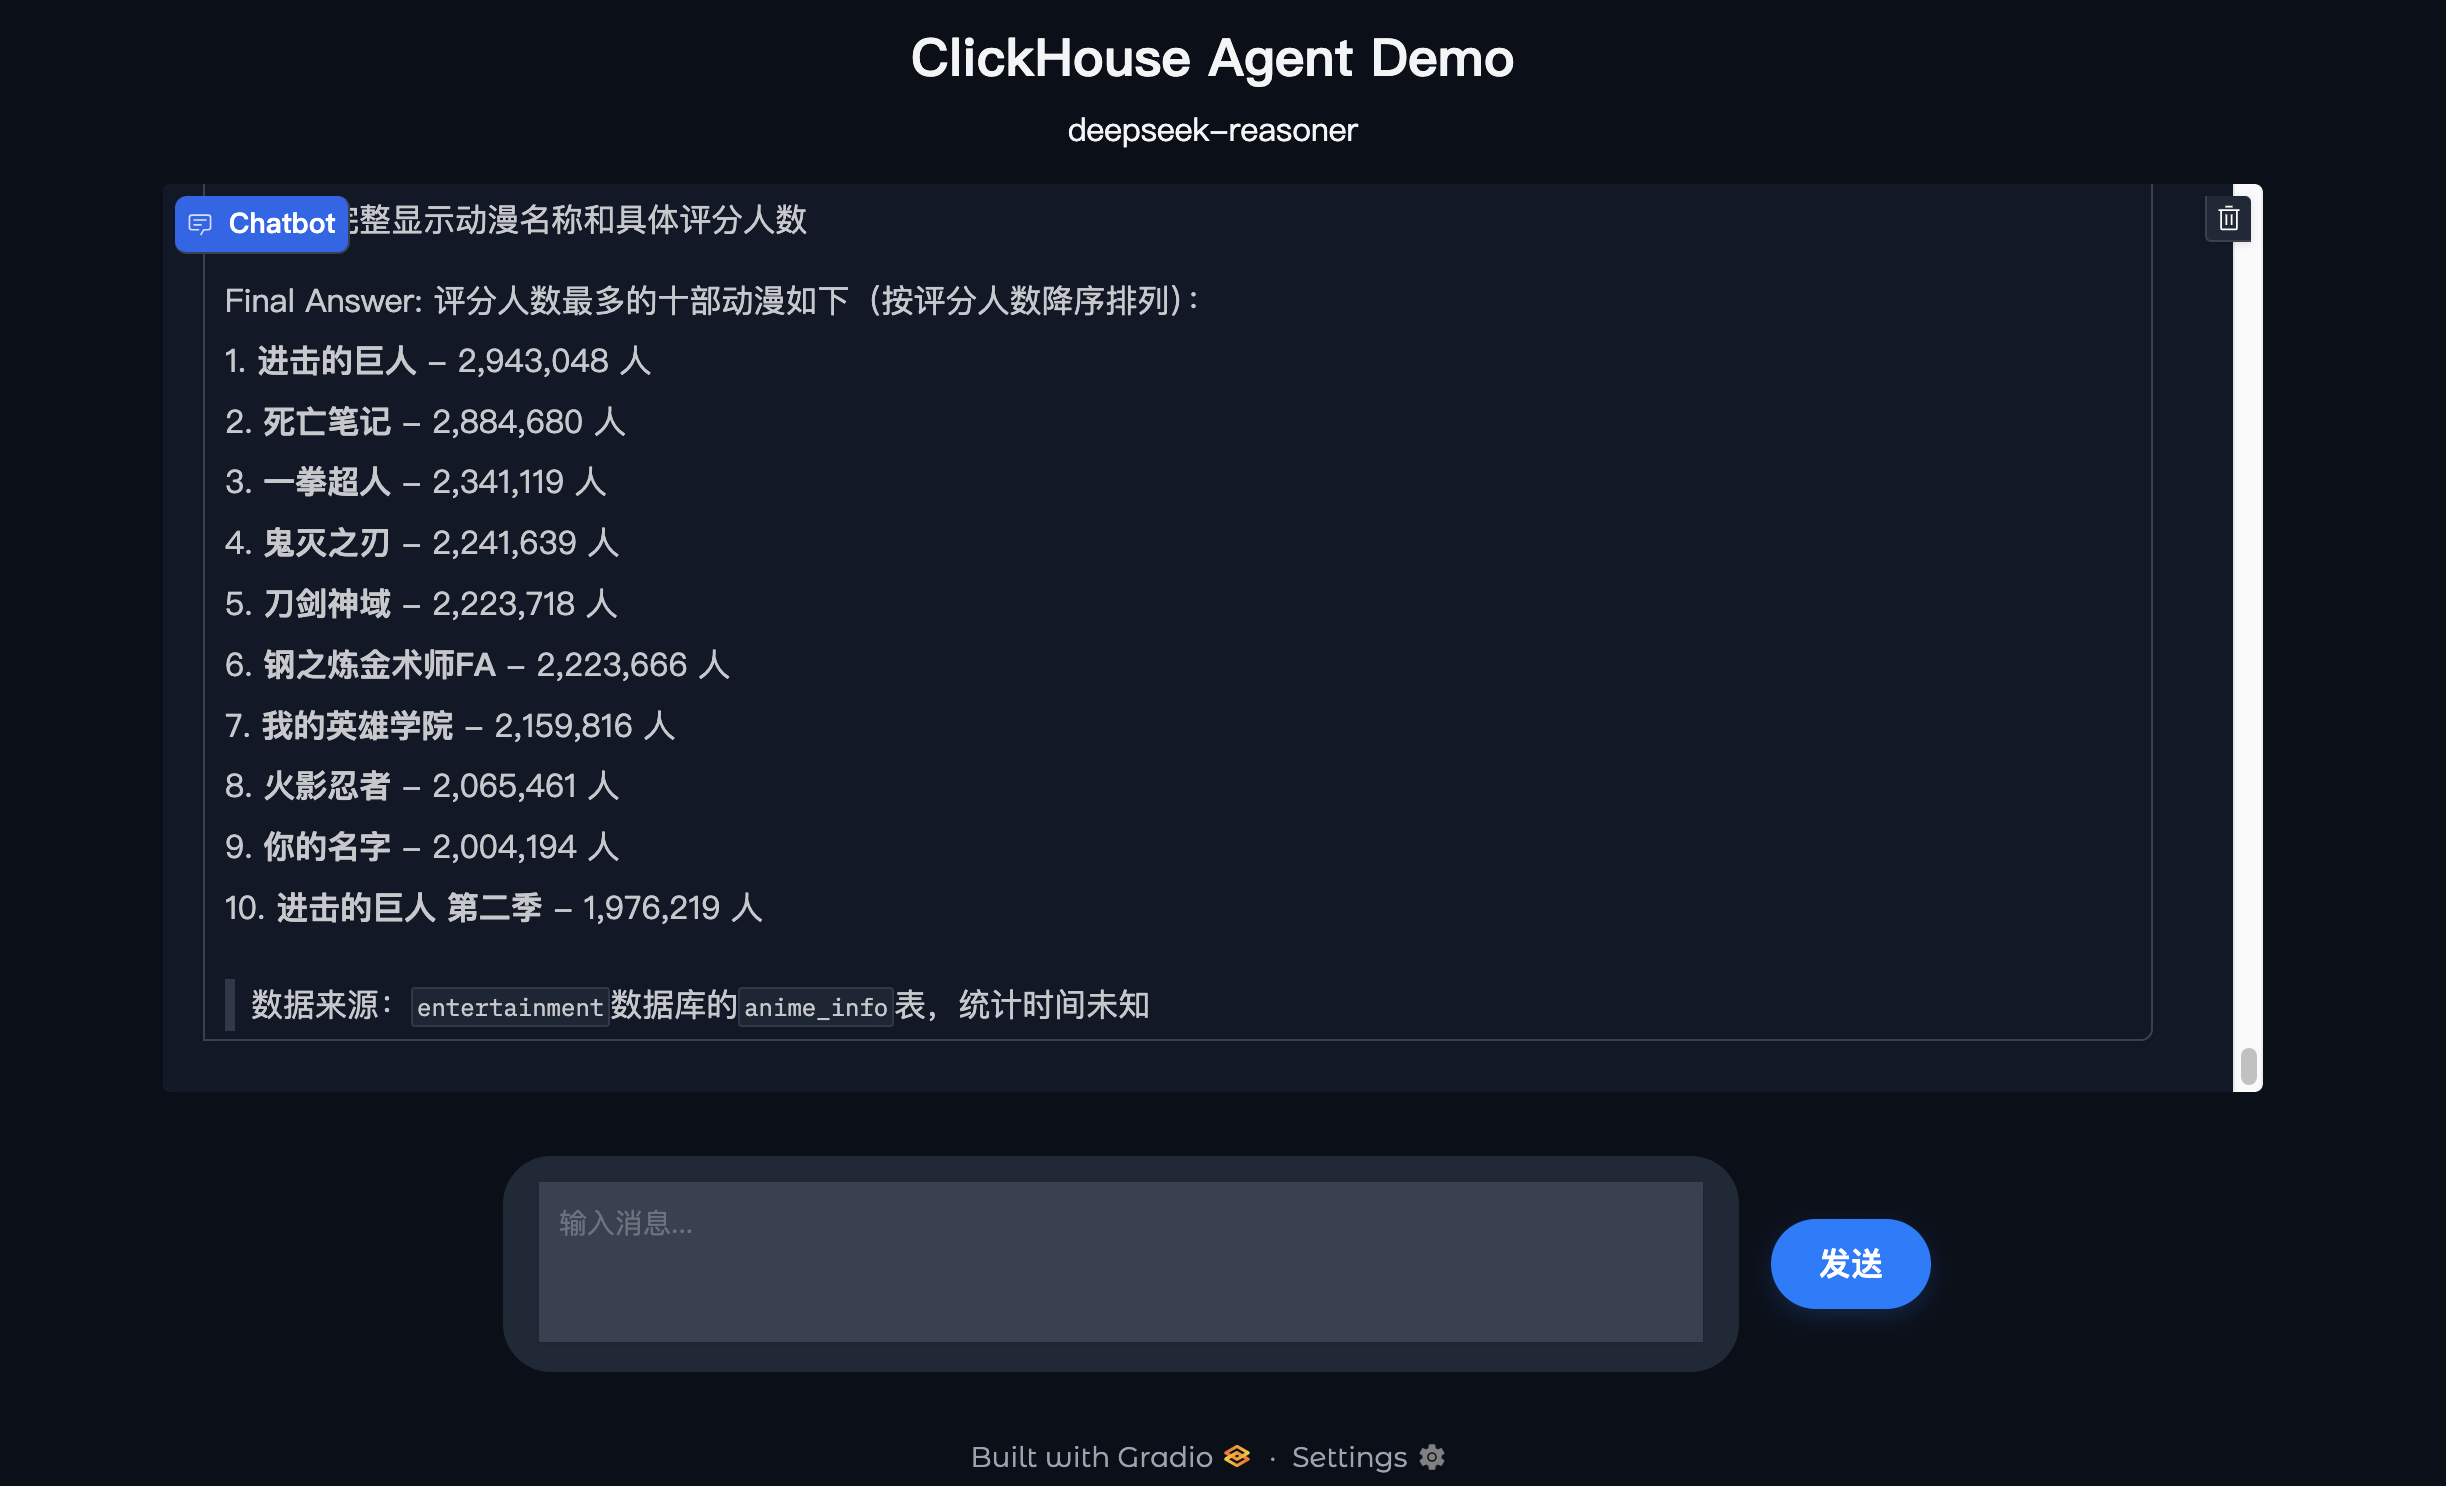 ClickHouse Agent Demo
deepseek-reasoner
Chatbot
整显示动漫名称和具体评分人数
Final Answer: 评分人数最多的十部动漫如下（按评分人数降序排列）：
1. 进击的巨人 – 2,943,048 人
2. 死亡笔记 – 2,884,680 人
3. 一拳超人 – 2,341,119 人
4. 鬼灭之刃 – 2,241,639 人
5. 刀剑神域 – 2,223,718 人
6. 钢之炼金术师FA – 2,223,666 人
7. 我的英雄学院 – 2,159,816 人
8. 火影忍者 – 2,065,461 人
9. 你的名字 – 2,004,194 人
10. 进击的巨人 第二季 – 1,976,219 人
数据来源：entertainment数据库的anime_info表，统计时间未知
输入消息...
发送
Built with Gradio · Settings